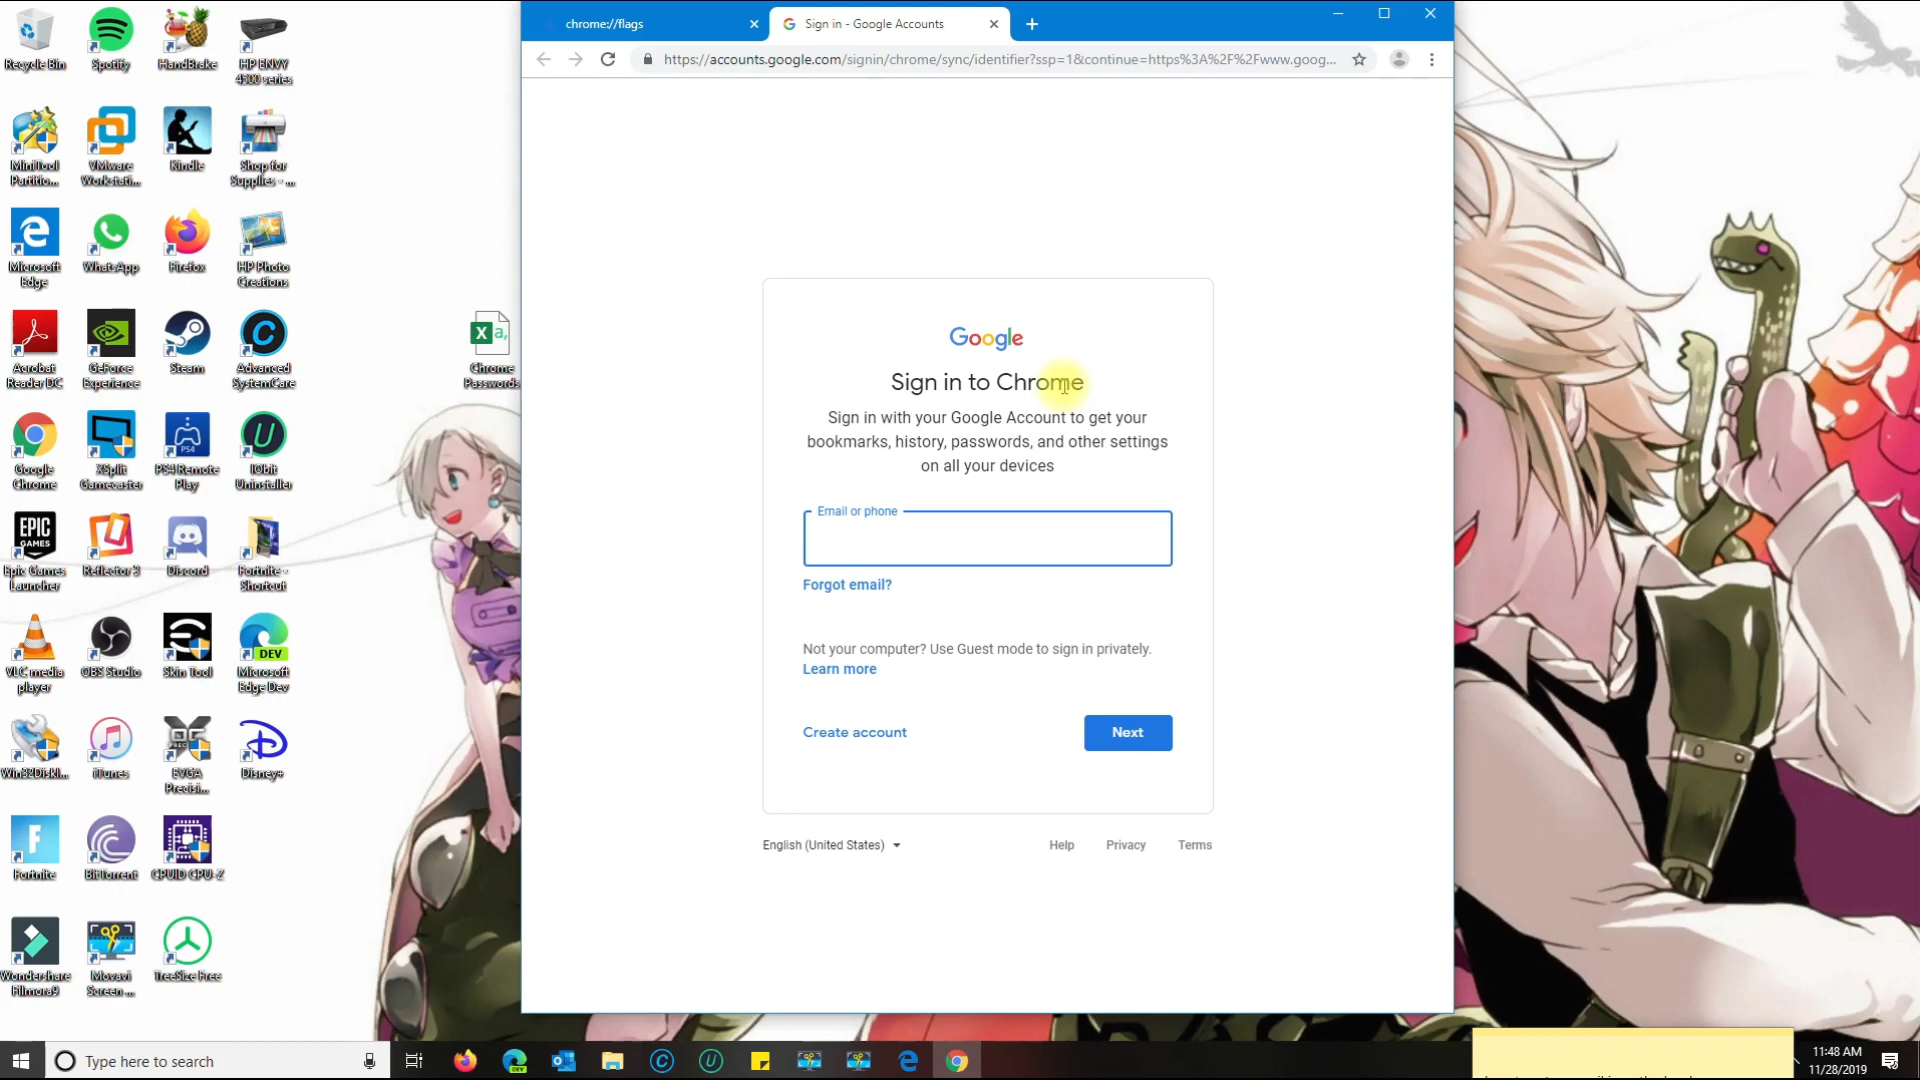 Recycle Bin
Spotify
HandBrake
HP ENVY
4500 series
MiniTool
Partitio...
VMware
Workstati...
Kindle
Shop for
Supplies - ...
Microsoft
Edge
WhatsApp
Firefox
HP Photo
Creations
Acrobat
Reader DC
GeForce
Experience
Steam
Advanced
SystemCare
Chrome
Passwords
Google
Chrome
XSplit
Gamecaster
PS4
PS4 Remote
Play
IObit
Uninstaller
EPIC
GAMES
Epic Games
Launcher
Reflector 3
Discord
Fortnite -
Shortcut
VLC media
player
OBS Studio
Skin Tool
DEV
Microsoft
Edge Dev
Win32DiskI...
iTunes
EVGA
Precisi...
Disney+
Fortnite
BitTorrent
CPUID CPU-Z
Wondershare
Filmora9
Movavi
Screen ...
TreeSize Free
chrome://flags
Sign in - Google Accounts
https://accounts.google.com/signin/chrome/sync/identifier?ssp=1&continue=https%3A%2F%2Fwww.goog...
Google
Sign in to Chrome
Sign in with your Google Account to get your
bookmarks, history, passwords, and other settings
on all your devices
Email or phone
Forgot email?
Not your computer? Use Guest mode to sign in privately.
Learn more
Create account
Next
English (United States)
Help
Privacy
Terms
Type here to search
11:48 AM
11/28/2019